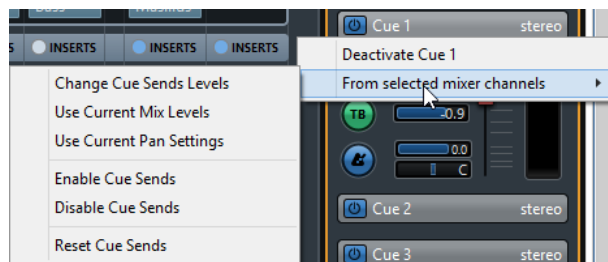 Cue 1 stereo
S INSERTS INSERTS INSERTS
Deactivate Cue 1
From selected mixer channels
Change Cue Sends Levels
Use Current Mix Levels
Use Current Pan Settings
Enable Cue Sends
Disable Cue Sends
Reset Cue Sends
TB -0.9
0.0
C
Cue 2 stereo
Cue 3 stereo